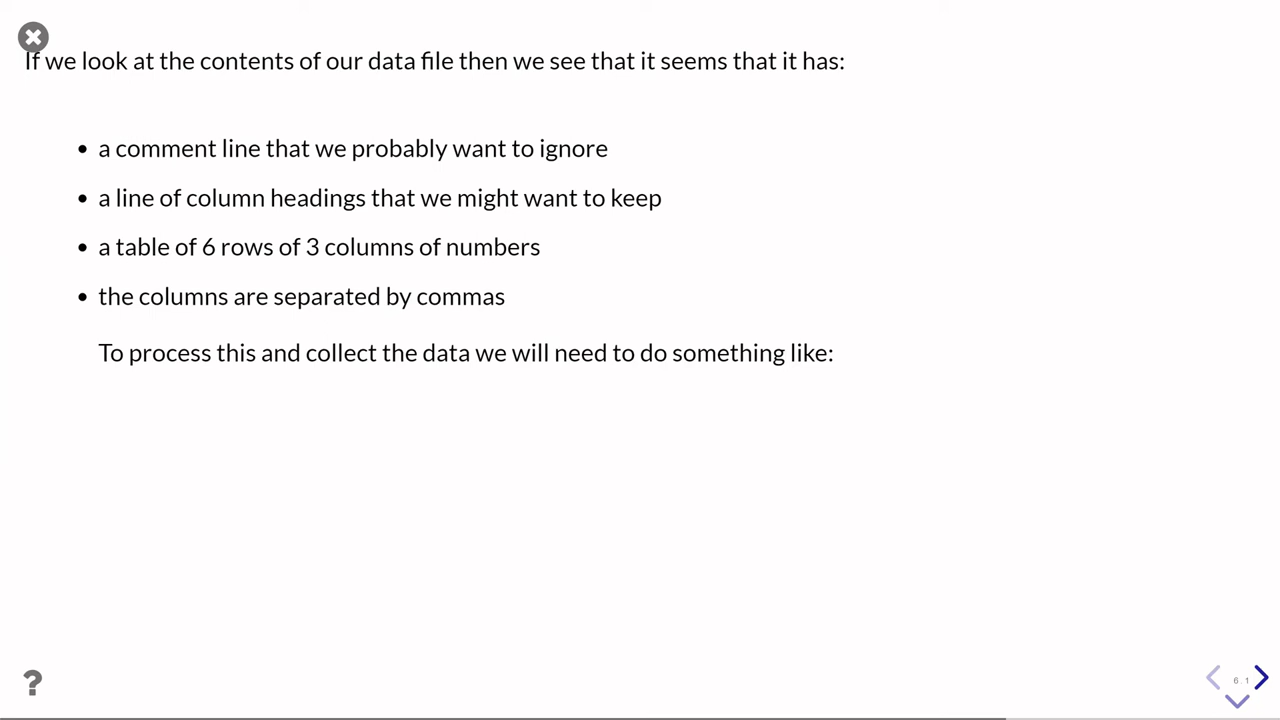 If we look at the contents of our data file then we see that it seems that it has:
• a comment line that we probably want to ignore
• a line of column headings that we might want to keep
• a table of 6 rows of 3 columns of numbers
• the columns are separated by commas
To process this and collect the data we will need to do something like:
?
6.1